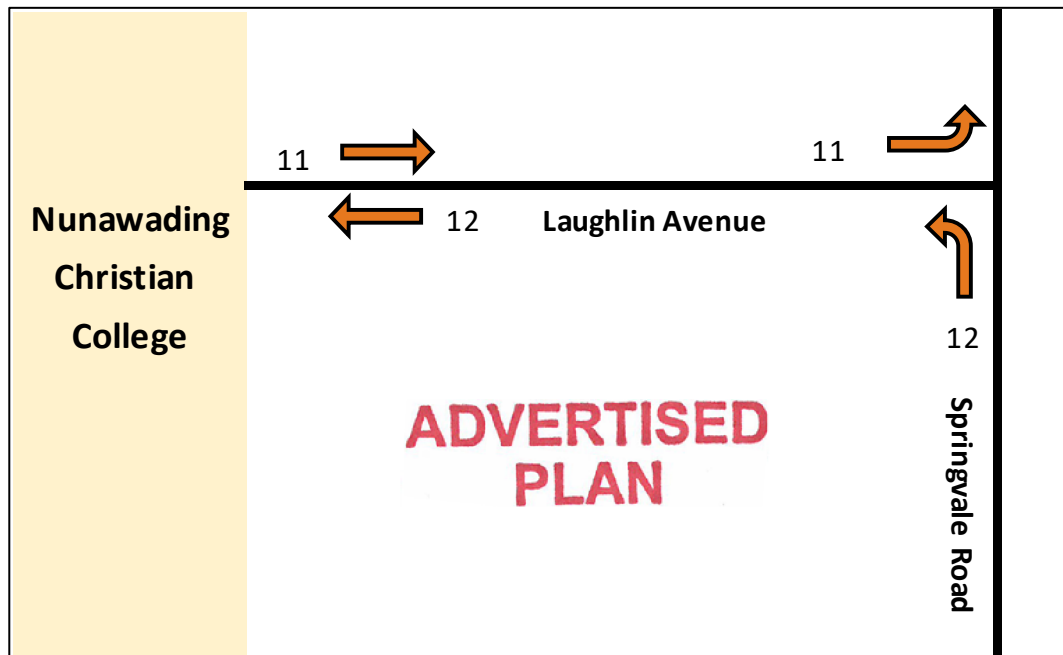 11
11
12
Laughlin Avenue
Nunawading
Christian
College
12
Springvale Road
ADVERTISED
PLAN